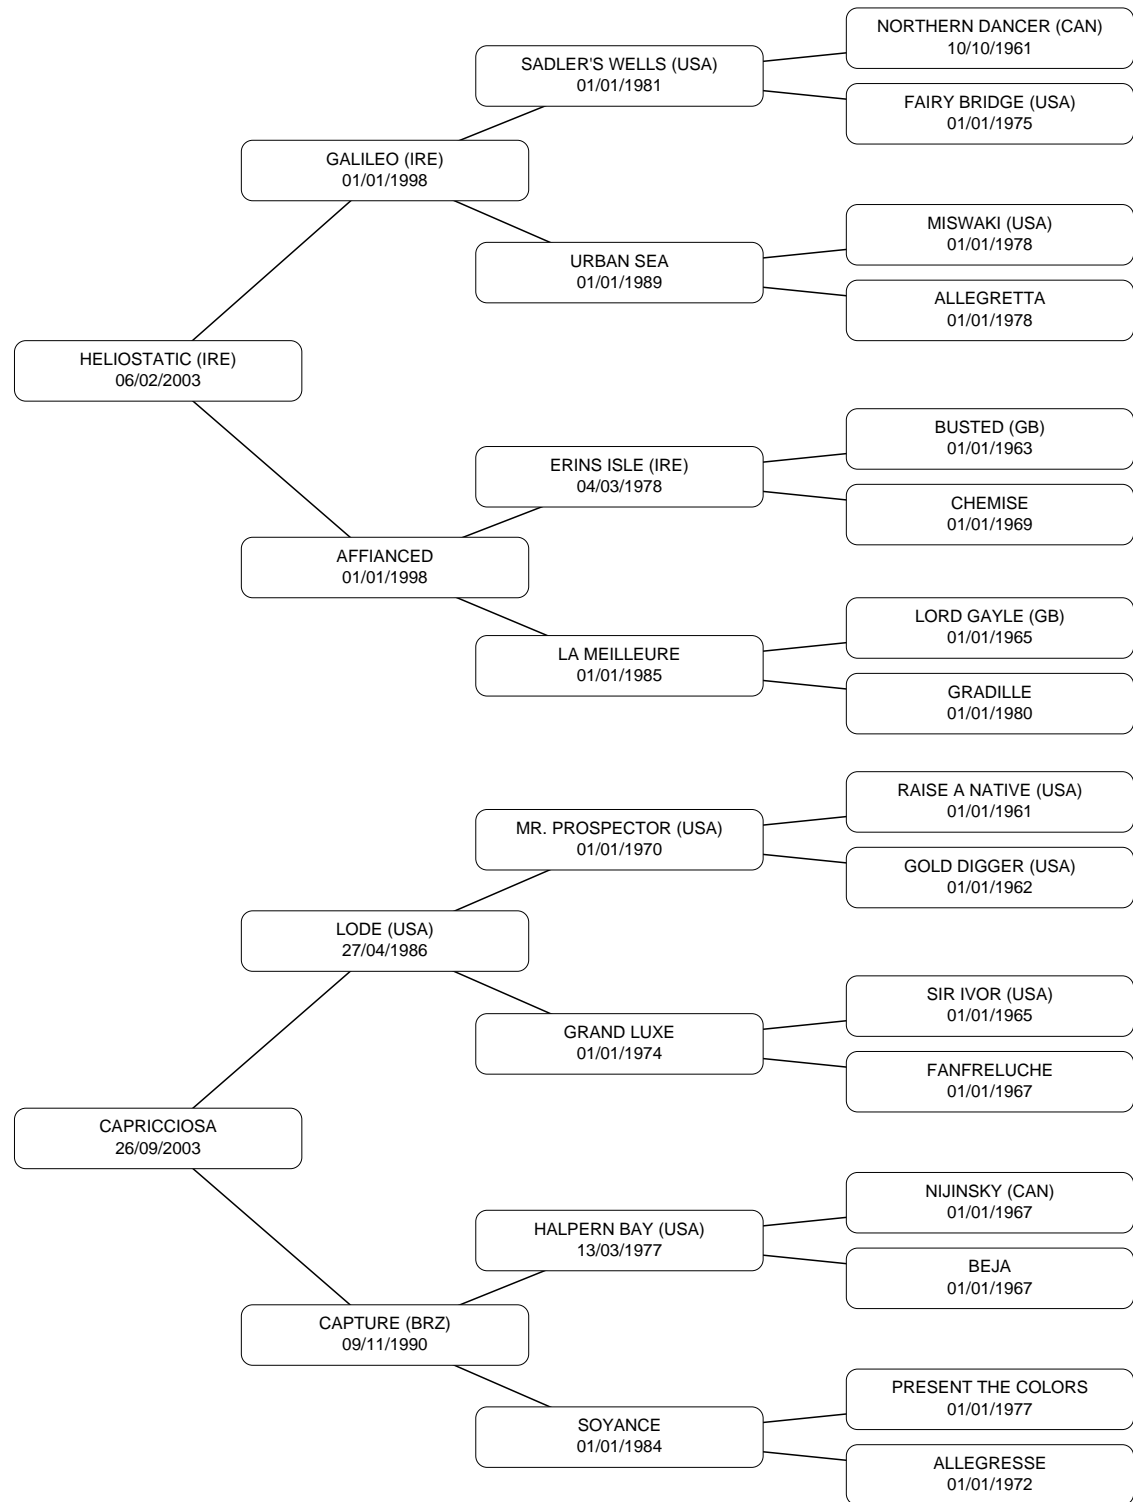 NORTHERN DANCER (CAN)
10/10/1961
SADLER'S WELLS (USA)
01/01/1981
FAIRY BRIDGE (USA)
01/01/1975
GALILEO (IRE)
01/01/1998
MISWAKI (USA)
01/01/1978
URBAN SEA
01/01/1989
ALLEGRETTA
01/01/1978
HELIOSTATIC (IRE)
06/02/2003
BUSTED (GB)
01/01/1963
ERINS ISLE (IRE)
04/03/1978
CHEMISE
01/01/1969
AFFIANCED
01/01/1998
LORD GAYLE (GB)
01/01/1965
LA MEILLEURE
01/01/1985
GRADILLE
01/01/1980
RAISE A NATIVE (USA)
01/01/1961
MR. PROSPECTOR (USA)
01/01/1970
GOLD DIGGER (USA)
01/01/1962
LODE (USA)
27/04/1986
SIR IVOR (USA)
01/01/1965
GRAND LUXE
01/01/1974
FANFRELUCHE
01/01/1967
CAPRICCIOSA
26/09/2003
NIJINSKY (CAN)
01/01/1967
HALPERN BAY (USA)
13/03/1977
BEJA
01/01/1967
CAPTURE (BRZ)
09/11/1990
PRESENT THE COLORS
01/01/1977
SOYANCE
01/01/1984
ALLEGRESSE
01/01/1972